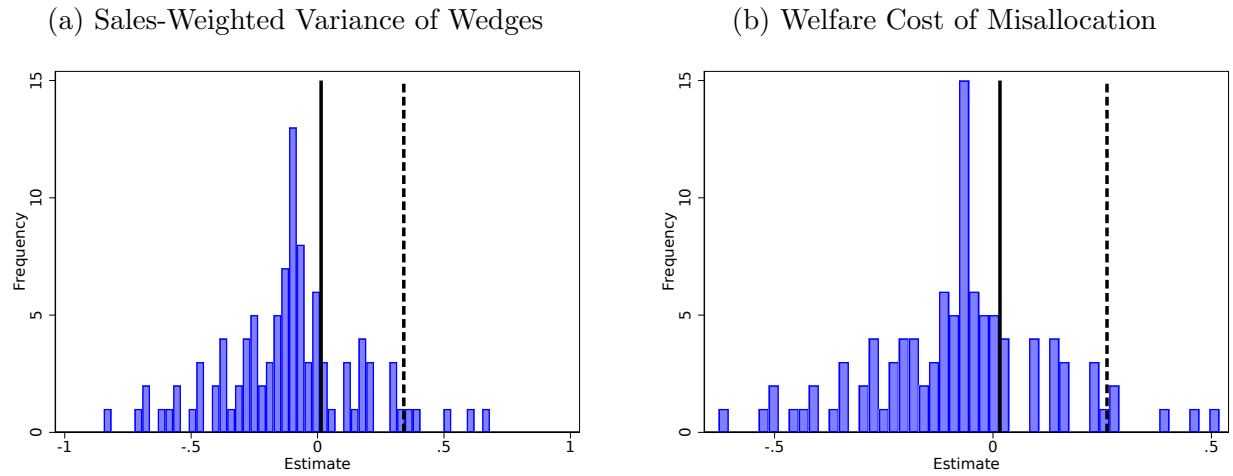 (a) Sales-Weighted Variance of Wedges
15
10
5
0
Frequency
-1
-.5
0
.5
1
Estimate
(b) Welfare Cost of Misallocation
15
10
5
0
Frequency
-.5
0
.5
Estimate